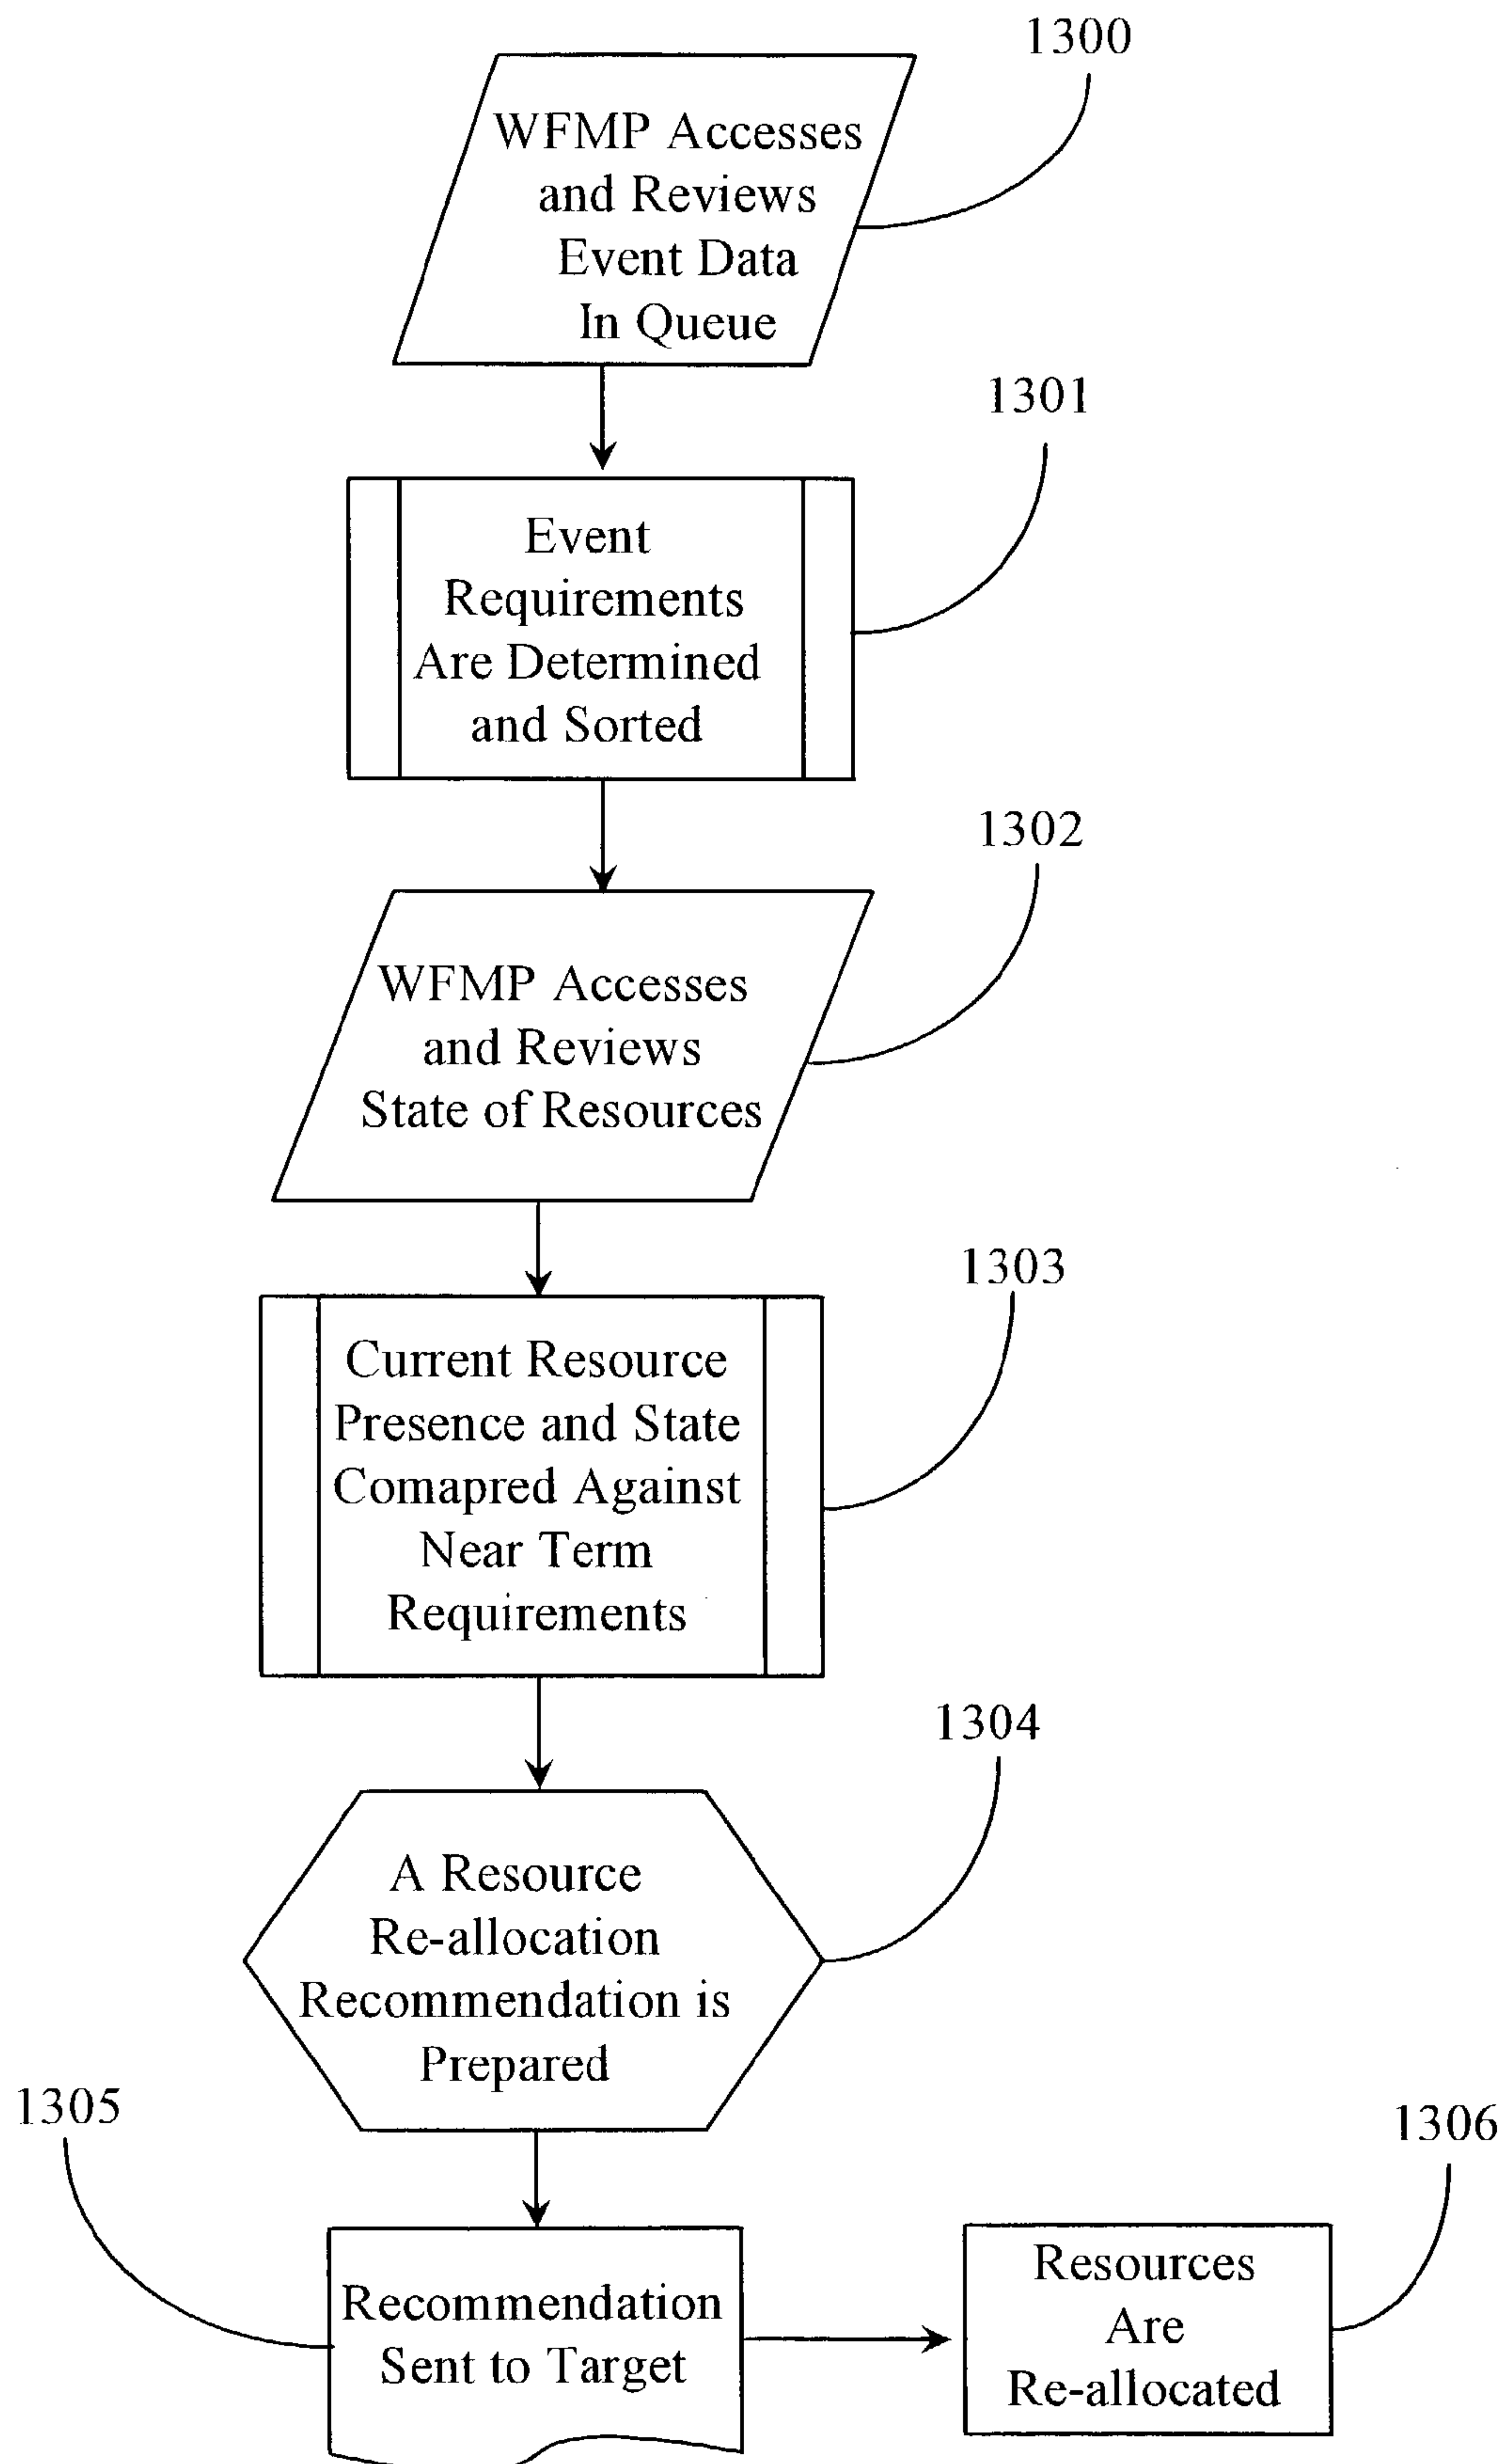 1300
WFMP Accesses
and Reviews
Event Data
In Queue
1301
Event
Requirements
Are Determined
and Sorted
1302
WFMP Accesses
and Reviews
State of Resources
1303
Current Resource
Presence and State
Comapred Against
Near Term
Requirements
1304
A Resource
Re-allocation
Recommendation is
Prepared
1305
Recommendation
Sent to Target
1306
Resources
Are
Re-allocated